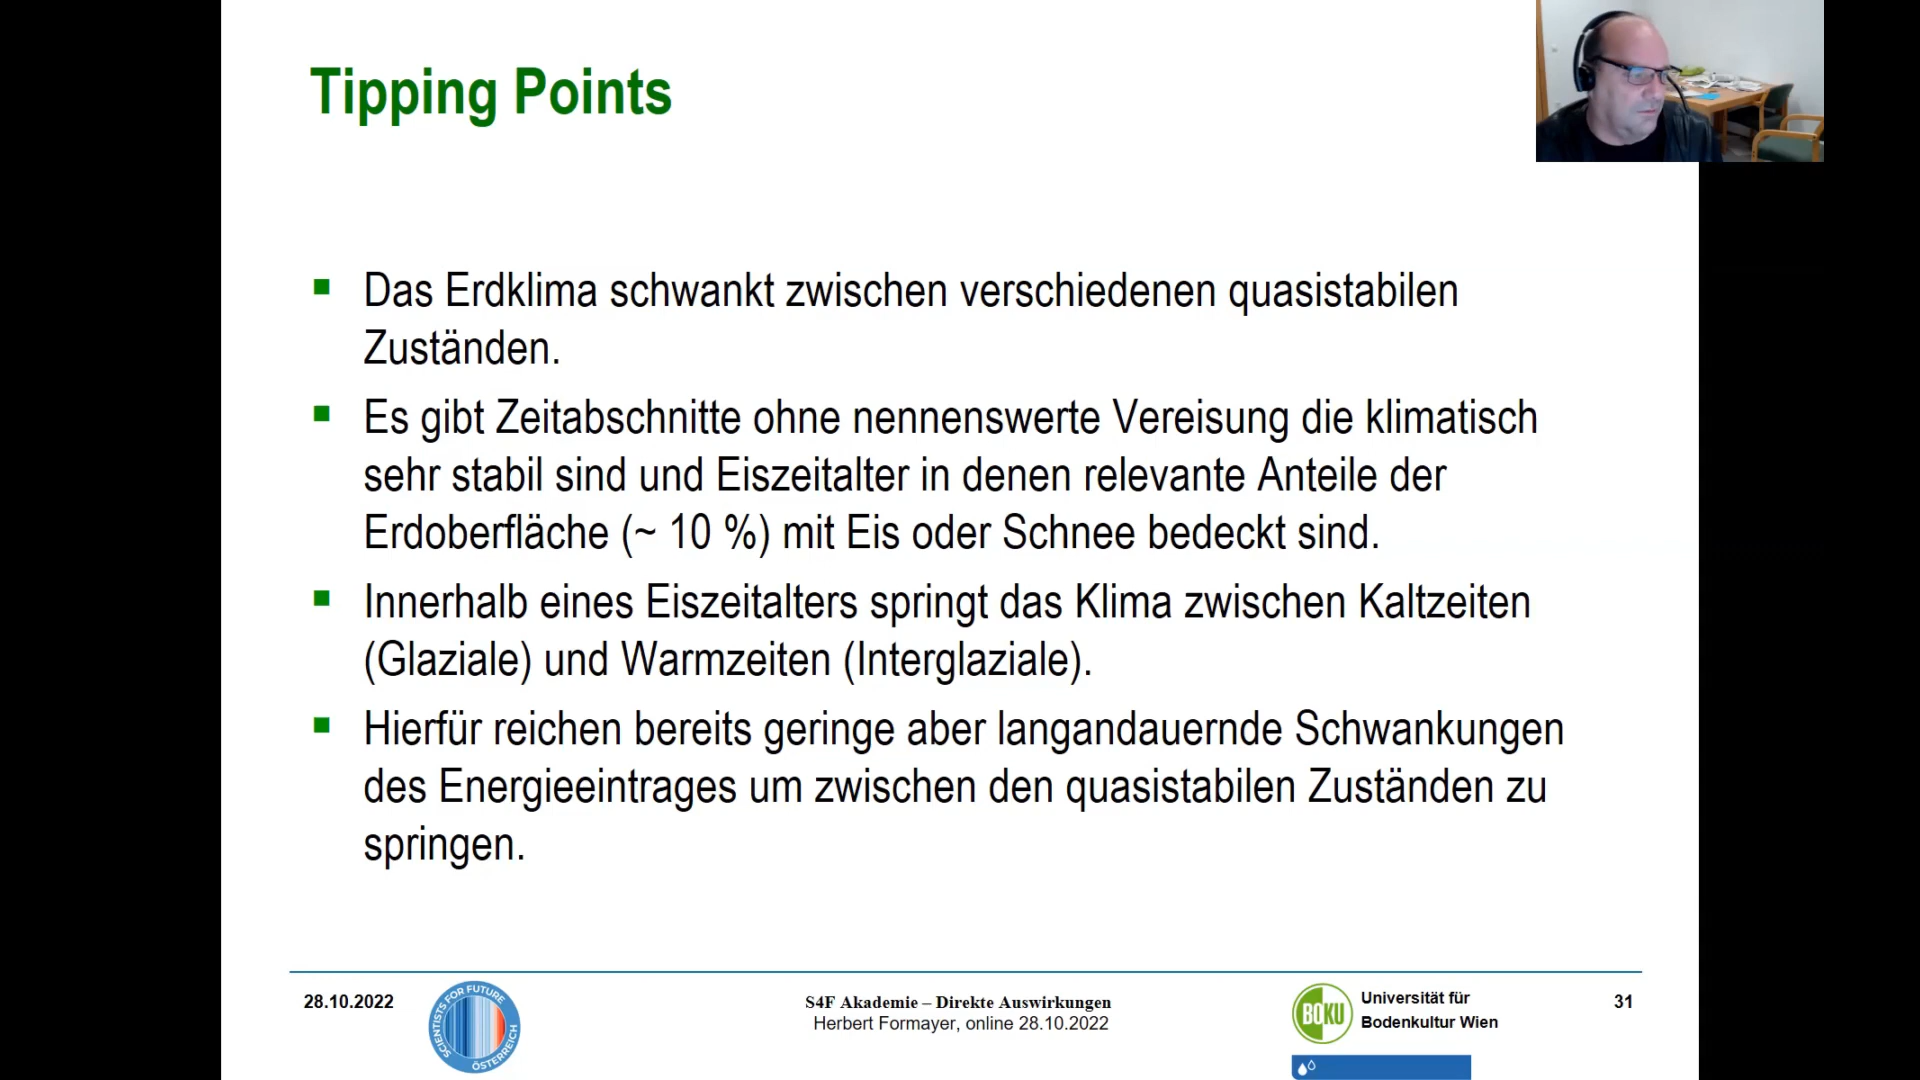 Tipping Points
Das Erdklima schwankt zwischen verschiedenen quasistabilen
Zuständen.
Es gibt Zeitabschnitte ohne nennenswerte Vereisung die klimatisch
sehr stabil sind und Eiszeitalter in denen relevante Anteile der
Erdoberfläche (~ 10 %) mit Eis oder Schnee bedeckt sind.
Innerhalb eines Eiszeitalters springt das Klima zwischen Kaltzeiten
(Glaziale) und Warmzeiten (Interglaziale).
Hierfür reichen bereits geringe aber langandauernde Schwankungen
des Energieeintrages um zwischen den quasistabilen Zuständen zu
springen.
28.10.2022
SCIENTISTS FOR FUTURE
ÖSTERREICH
S4F Akademie – Direkte Auswirkungen
Herbert Formayer, online 28.10.2022
BOKU
Universität für
Bodenkultur Wien
31